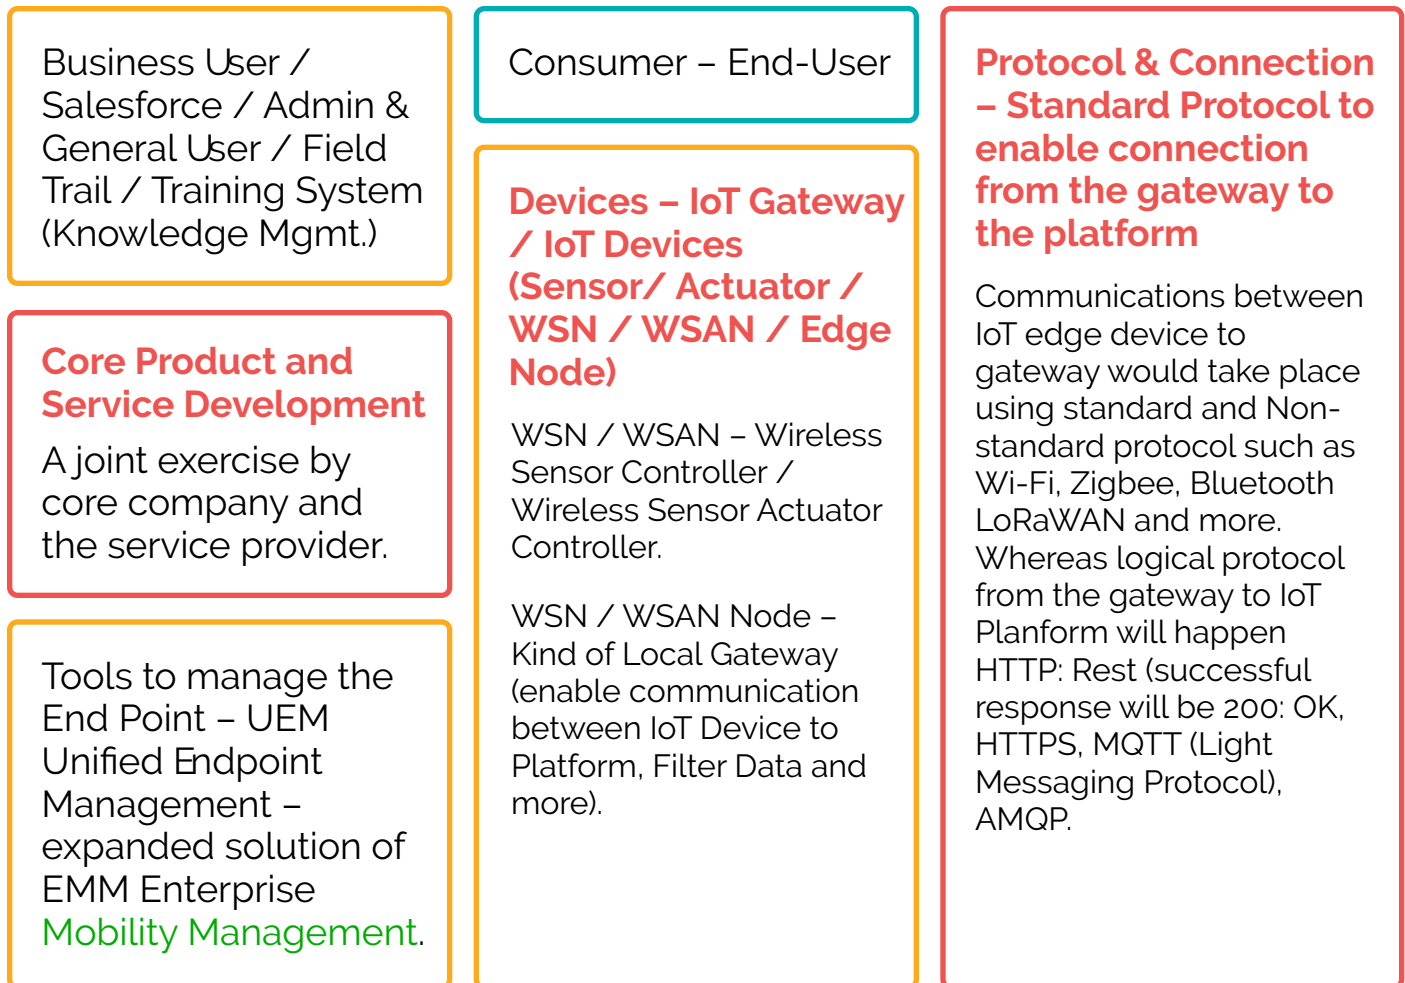 Business User /
Salesforce / Admin &
General User / Field
Trail / Training System
(Knowledge Mgmt.)
Core Product and
Service Development
A joint exercise by
core company and
the service provider.
Tools to manage the
End Point – UEM
Unified Endpoint
Management –
expanded solution of
EMM Enterprise
Mobility Management.
Consumer – End-User
Devices – IoT Gateway
/ IoT Devices
(Sensor/ Actuator /
WSN / WSAN / Edge
Node)
WSN / WSAN – Wireless
Sensor Controller /
Wireless Sensor Actuator
Controller.
WSN / WSAN Node –
Kind of Local Gateway
(enable communication
between IoT Device to
Platform, Filter Data and
more).
Protocol & Connection
– Standard Protocol to
enable connection
from the gateway to
the platform
Communications between
IoT edge device to
gateway would take place
using standard and Non-
standard protocol such as
Wi-Fi, Zigbee, Bluetooth
LoRaWAN and more.
Whereas logical protocol
from the gateway to IoT
Planform will happen
HTTP: Rest (successful
response will be 200: OK,
HTTPS, MQTT (Light
Messaging Protocol),
AMQP.